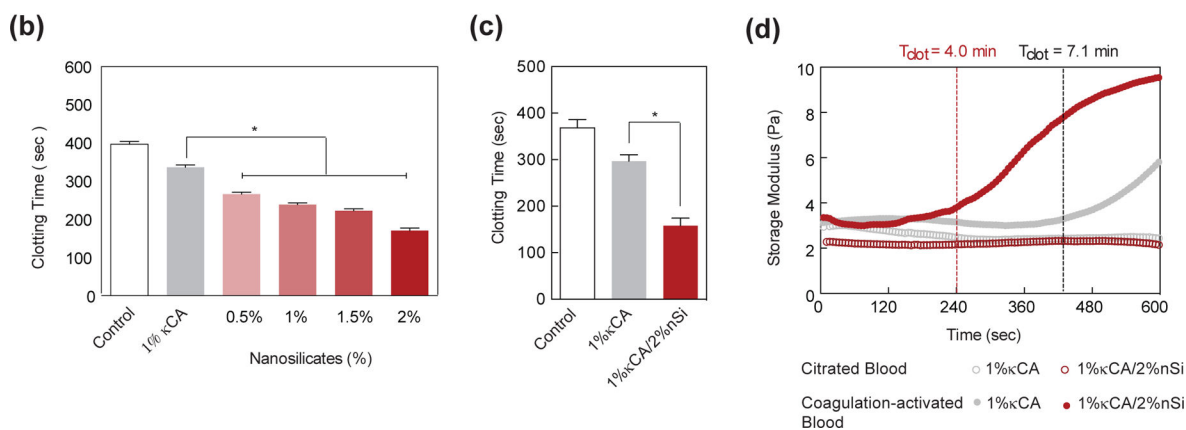 (b)
600
500
400
300
200
100
0
Clotting Time ( sec )
Control
1% κCA
0.5%
1%
1.5%
2%
Nanosilicates (%)
*
(c)
500
400
300
200
100
0
Clotting Time (sec)
Control
1%κCA
1%κCA/2%nSi
*
(d)
Tclot = 4.0 min
Tclot = 7.1 min
10
8
6
4
2
0
Storage Modulus (Pa)
0
120
240
360
480
600
Time (sec)
Citrated Blood 1%κCA 1%κCA/2%nSi
Coagulation-activated 1%κCA 1%κCA/2%nSi
Blood